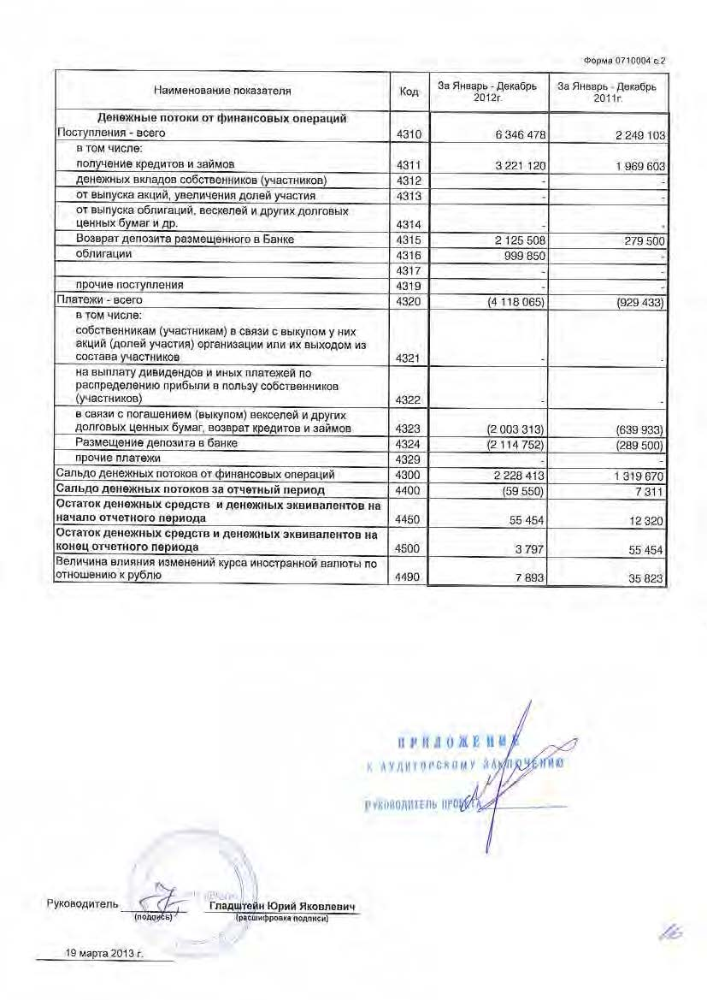 Форма 0710004 с.2
Наименование показателя Код За Январь - Декабрь 2012г. За Январь - Декабрь 2011г.
Денежные потоки от финансовых операций
Поступления - всего 4310 6 346 478 2 249 103
в том числе:
получение кредитов и займов 4311 3 221 120 1 969 603
денежных вкладов собственников (участников) 4312 - -
от выпуска акций, увеличения долей участия 4313 - -
от выпуска облигаций, вескелей и других долговых
ценных бумаг и др. 4314 - -
Возврат депозита размещенного в Банке 4315 2 125 508 279 500
облигации 4316 999 850 -
4317 - -
прочие поступления 4319 - -
Платежи - всего 4320 (4 118 065) (929 433)
в том числе:
собственникам (участникам) в связи с выкупом у них
акций (долей участия) организации или их выходом из
состава участников 4321 - -
на выплату дивидендов и иных платежей по
распределению прибыли в пользу собственников
(участников) 4322 - -
в связи с погашением (выкупом) векселей и других
долговых ценных бумаг, возврат кредитов и займов 4323 (2 003 313) (639 933)
Размещение депозита в банке 4324 (2 114 752) (289 500)
прочие платежи 4329 - -
Сальдо денежных потоков от финансовых операций 4300 2 228 413 1 319 670
Сальдо денежных потоков за отчетный период 4400 (59 550) 7 311
Остаток денежных средств и денежных эквивалентов на
начало отчетного периода 4450 55 454 12 320
Остаток денежных средств и денежных эквивалентов на
конец отчетного периода 4500 3 797 55 454
Величина влияния изменений курса иностранной валюты по
отношению к рублю 4490 7 893 35 823
ПРИЛОЖЕНИЕ
К АУДИТОРСКОМУ ЗАКЛЮЧЕНИЮ
РУКОВОДИТЕЛЬ ПРОЕКТА
Руководитель Гладштейн Юрий Яковлевич
(подпись) (расшифровка подписи)
19 марта 2013 г.
16